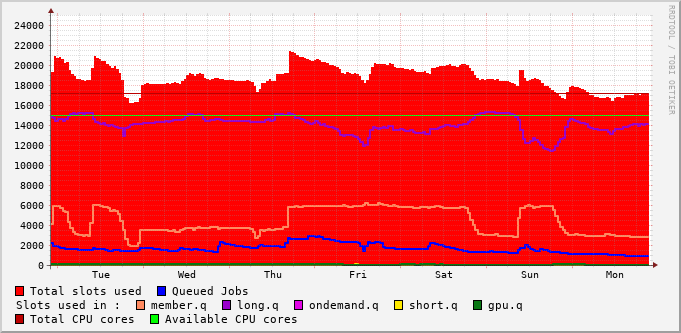 RRDTOOL / TOBI OETIKER
24000
22000
20000
18000
16000
14000
12000
10000
8000
6000
4000
2000
0
Tue Wed Thu Fri Sat Sun Mon
Total slots used Queued Jobs
Slots used in : member.q long.q ondemand.q short.q gpu.q
Total CPU cores Available CPU cores